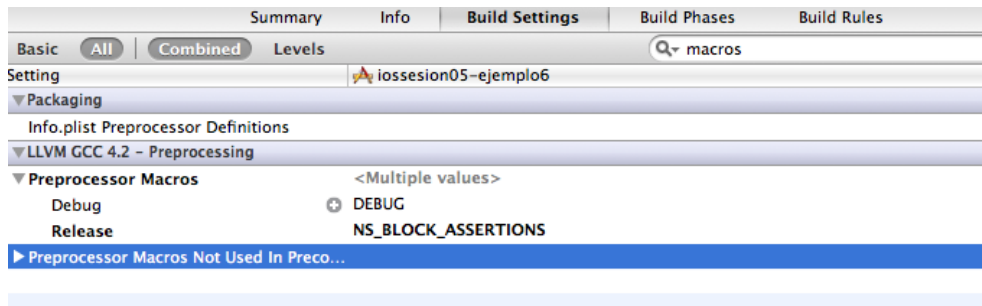 Summary Info Build Settings Build Phases Build Rules
Basic All Combined Levels macros
Setting iossesion05-ejemplo6
Packaging
Info.plist Preprocessor Definitions
LLVM GCC 4.2 - Preprocessing
Preprocessor Macros <Multiple values>
Debug DEBUG
Release NS_BLOCK_ASSERTIONS
Preprocessor Macros Not Used In Preco...